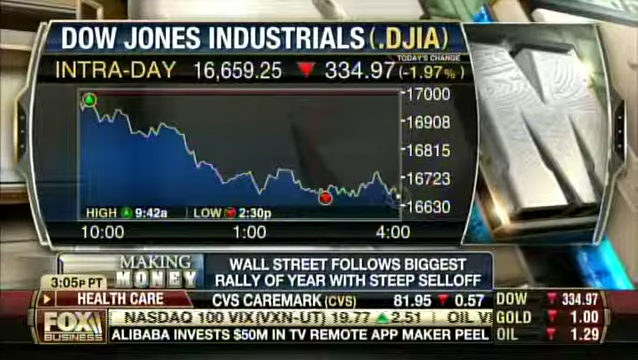 DOW JONES INDUSTRIALS (.DJIA)
INTRA-DAY 16,659.25 ▼ 334.97 (-1.97%)
TODAY'S CHANGE
17000
16908
16815
16723
16630
HIGH 9:42a LOW 2:30p
10:00 1:00 4:00
MAKING MONEY
WALL STREET FOLLOWS BIGGEST
RALLY OF YEAR WITH STEEP SELLOFF
3:05p PT
HEALTH CARE CVS CAREMARK (CVS) 81.95 ▼ 0.57
DOW ▼ 334.97
FOX BUSINESS
NASDAQ 100 VIX (VXN-UT) 19.77 ▲ 2.51 OIL VI
GOLD ▼ 1.00
ALIBABA INVESTS $50M IN TV REMOTE APP MAKER PEEL
OIL ▼ 1.29